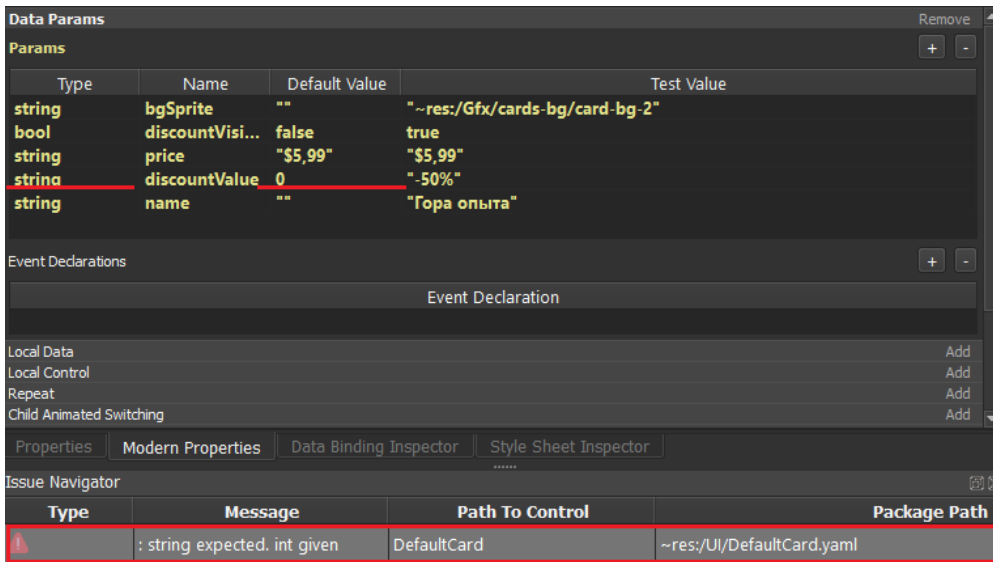 Data Params Remove
Params + -
Type Name Default Value Test Value
string bgSprite "" "~res:/Gfx/cards-bg/card-bg-2"
bool discountVisi... false true
string price "$5,99" "$5,99"
string discountValue 0 "-50%"
string name "" "Гора опыта"
Event Declarations + -
Event Declaration
Local Data Add
Local Control Add
Repeat Add
Child Animated Switching Add
Properties Modern Properties Data Binding Inspector Style Sheet Inspector
Issue Navigator
Type Message Path To Control Package Path
: string expected. int given DefaultCard ~res:/UI/DefaultCard.yaml